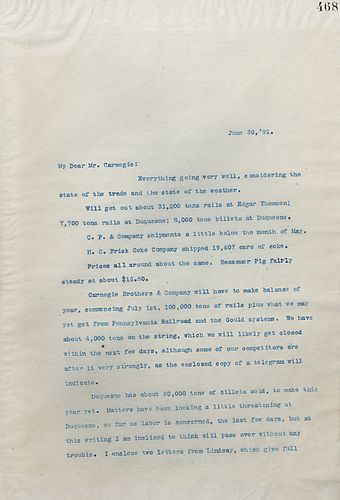 468
June 30,'91.
My Dear Mr. Carnegie:
Everything going very well, considering the
state of the trade and the state of the weather.
Will get out about 31,200 tons rails at Edgar Thomson;
7,700 tons rails at Duquesne; 8,000 tons billets at Duquesne.
C. P. & Company shipments a little below the month of May.
H. C. Frick Coke Company shipped 19,607 cars of coke.
Prices all around about the same. Bessemer Pig fairly
steady at about $15.50.
Carnegie Brothers & Company will have to make balance of
year, commencing July 1st, 100,000 tons of rails plus what we may
yet get from Pennsylvania Railroad and the Gould systems. We have
about 4,000 tons on the string, which we will likely get closed
within the next few days, although some of our competitors are
after it very strongly, as the enclosed copy of a telegram will
indicate.
Duquesne has about 60,000 tons of billets sold, to make this
year yet. Matters have been looking a little threatening at
Duquesne, so far as labor is concerned, the last few days, but at
this writing I am inclined to think will pass over without any
trouble. I enclose two letters from Lindsay, which give full